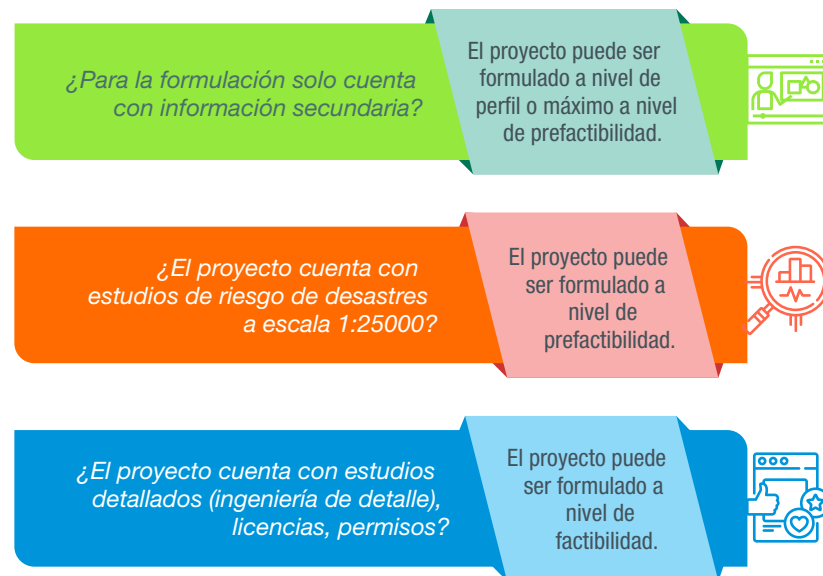 ¿Para la formulación solo cuenta
con información secundaria?
El proyecto puede ser
formulado a nivel de
perfil o máximo a nivel
de prefactibilidad.
¿El proyecto cuenta con
estudios de riesgo de desastres
a escala 1:25000?
El proyecto puede
ser formulado a
nivel de
prefactibilidad.
¿El proyecto cuenta con estudios
detallados (ingeniería de detalle),
licencias, permisos?
El proyecto puede
ser formulado a
nivel de
factibilidad.